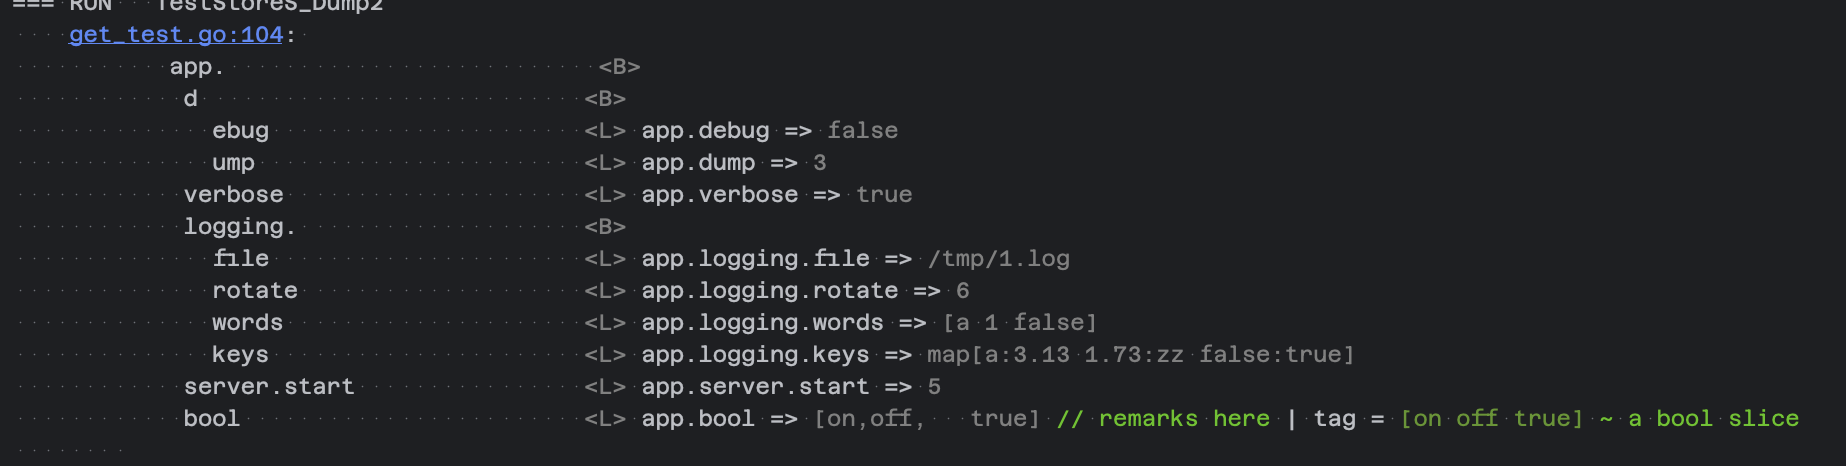 === RUN   TestStoreS_Dump2
    get_test.go:104: 
           app.                          <B>
            d                           <B>
              ebug                      <L> app.debug => false
              ump                       <L> app.dump => 3
            verbose                     <L> app.verbose => true
            logging.                    <B>
              file                      <L> app.logging.file => /tmp/1.log
              rotate                    <L> app.logging.rotate => 6
              words                     <L> app.logging.words => [a 1 false]
              keys                      <L> app.logging.keys => map[a:3.13 1.73:zz false:true]
            server.start                <L> app.server.start => 5
            bool                        <L> app.bool => [on,off,   true] // remarks here | tag = [on off true] ~ a bool slice